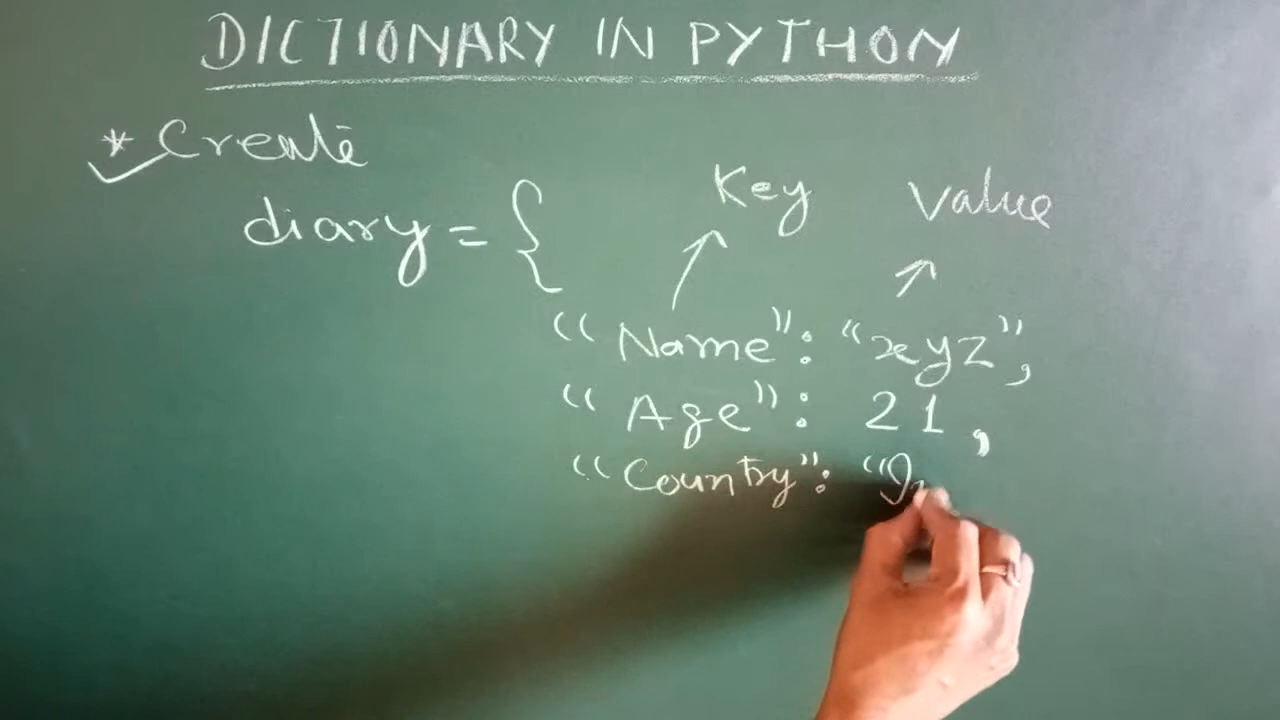 DICTIONARY IN PYTHON
* Create
Key Value
diary = {
"Name": "xyz",
"Age": 21,
"Country": "